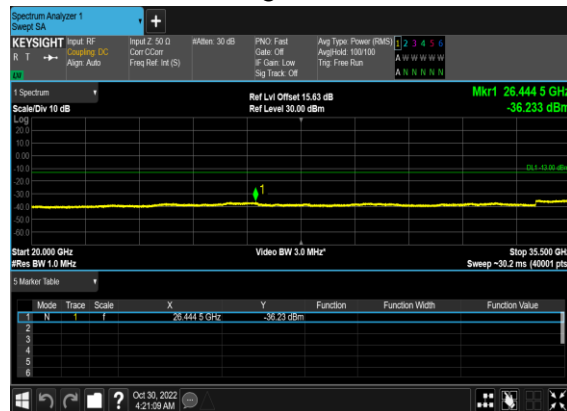 Spectrum Analyzer 1
Swept SA
KEYSIGHT Input: RF Input Z: 50 Ω #Atten: 30 dB PNO: Fast Avg Type: Power (RMS) 1 2 3 4 5 6
R T Coupling: DC Corr CCorr Gate: Off Avg|Hold: 100/100 A W W W W W
Align: Auto Freq Ref: Int (S) IF Gain: Low Trig: Free Run
Sig Track: Off A N N N N N
1 Spectrum Ref Lvl Offset 15.63 dB Mkr1 26.444 5 GHz
Scale/Div 10 dB Ref Level 30.00 dBm -36.233 dBm
Log
20.0
10.0
0.00
-10.0 DL1 -13.00 dBm
-20.0
-30.0 1
-40.0
-50.0
-60.0
Start 20.000 GHz Video BW 3.0 MHz* Stop 35.500 GHz
#Res BW 1.0 MHz Sweep ~30.2 ms (40001 pts)
5 Marker Table
Mode Trace Scale X Y Function Function Width Function Value
1 N 1 f 26.444 5 GHz -36.23 dBm
2
3
4
5
6
? Oct 30, 2022
4:21:09 AM